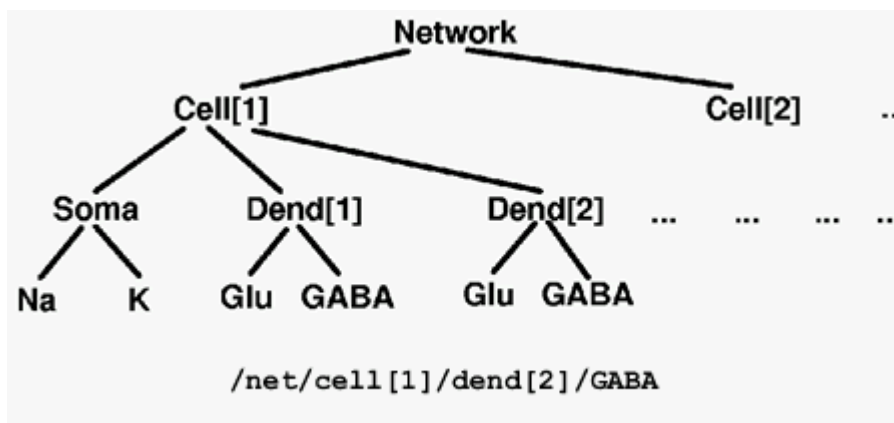 Network
Cell[1] Cell[2] ..
Soma Dend[1] Dend[2] ... ... ... ..
Na K Glu GABA Glu GABA
/net/cell[1]/dend[2]/GABA